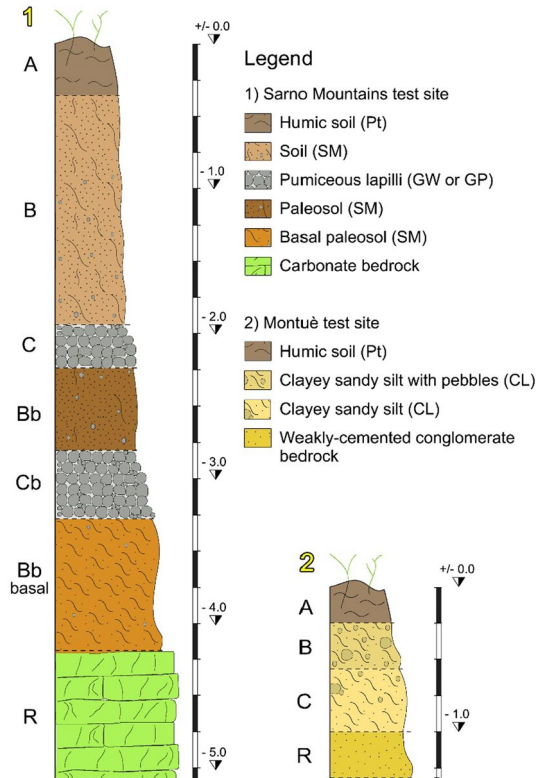 1
+/- 0.0
A
- 1.0
B
- 2.0
C
Bb
- 3.0
Cb
Bb
basal
- 4.0
R
- 5.0
Legend
1) Sarno Mountains test site
Humic soil (Pt)
Soil (SM)
Pumiceous lapilli (GW or GP)
Paleosol (SM)
Basal paleosol (SM)
Carbonate bedrock
2) Montuè test site
Humic soil (Pt)
Clayey sandy silt with pebbles (CL)
Clayey sandy silt (CL)
Weakly-cemented conglomerate
bedrock
2
+/- 0.0
A
B
C
- 1.0
R